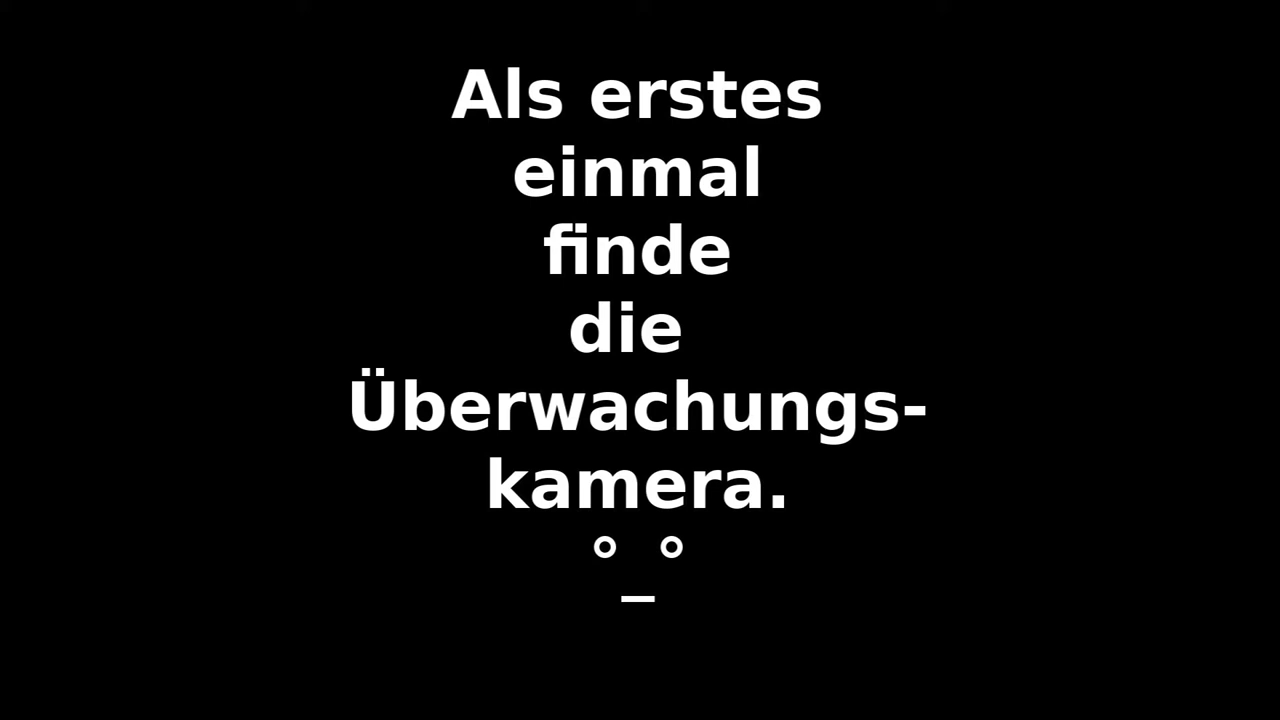 Als erstes
einmal
finde
die
Überwachungs-
kamera.
°_°